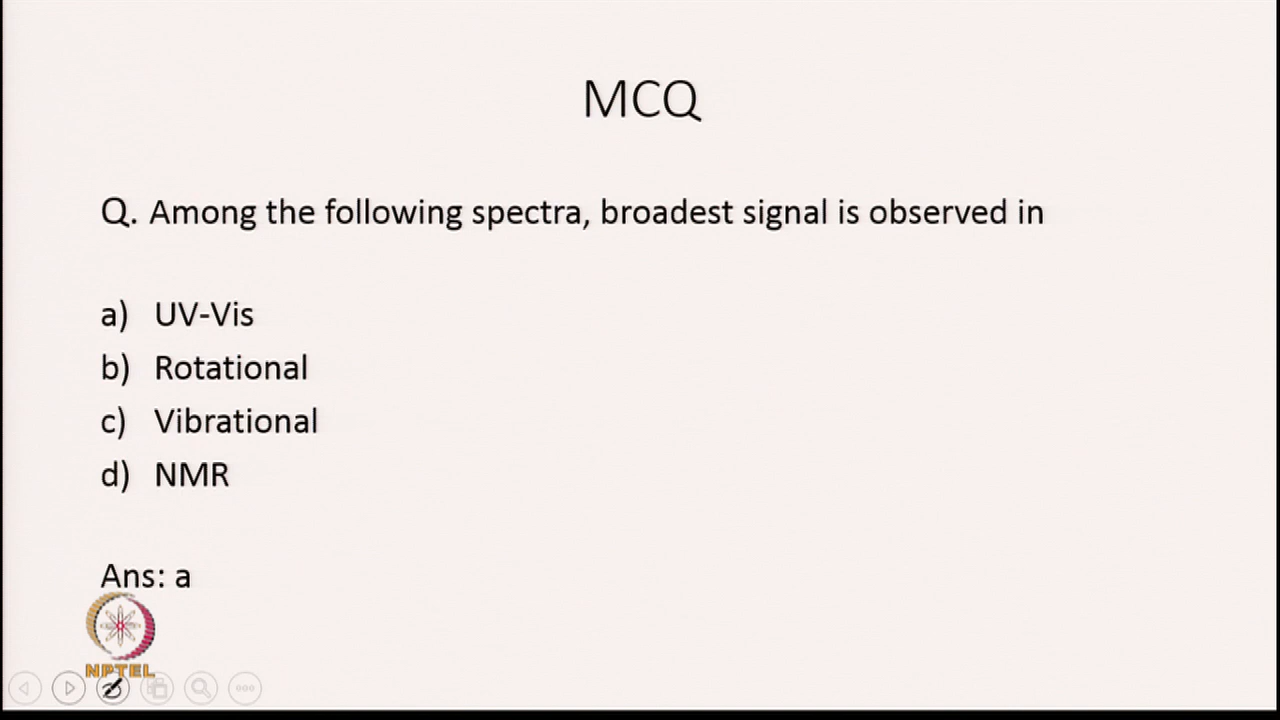 MCQ
Q. Among the following spectra, broadest signal is observed in
a) UV-Vis
b) Rotational
c) Vibrational
d) NMR
Ans: a
NPTEL